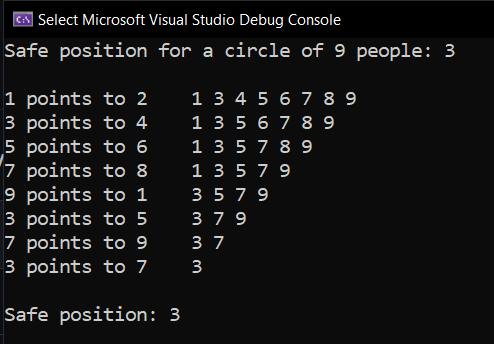 C:\ Select Microsoft Visual Studio Debug Console
Safe position for a circle of 9 people: 3
1 points to 2    1 3 4 5 6 7 8 9
3 points to 4    1 3 5 6 7 8 9
5 points to 6    1 3 5 7 8 9
7 points to 8    1 3 5 7 9
9 points to 1    3 5 7 9
3 points to 5    3 7 9
7 points to 9    3 7
3 points to 7    3
Safe position: 3